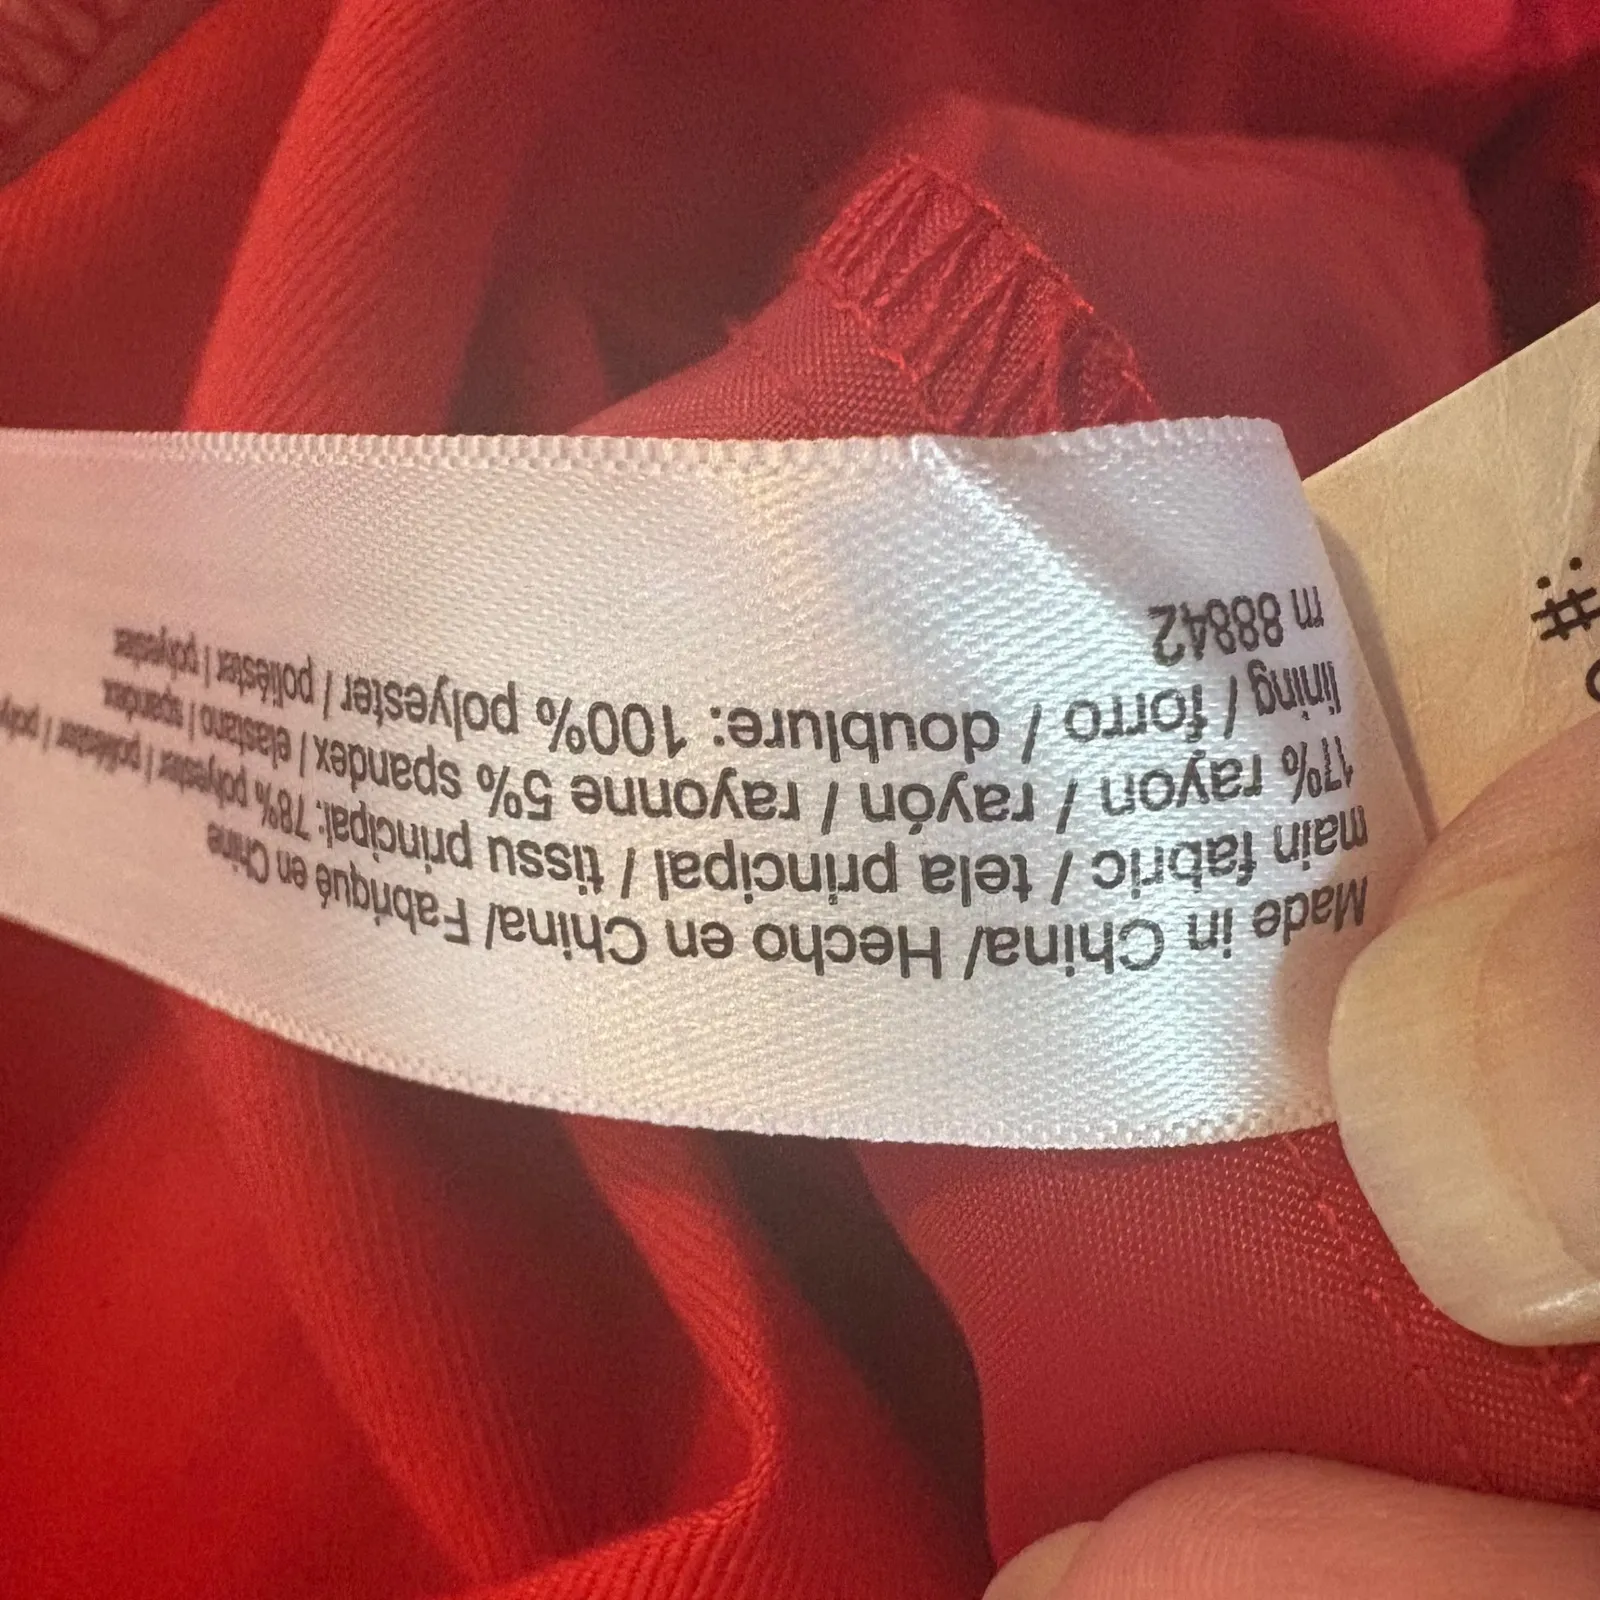 Made in China/ Hecho en China/ Fabriqué en Chine
main fabric / tela principal / tissu principal: 78% polyester / poliéster / poly
17% rayon / rayón / rayonne 5% spandex / elastano / spandex
lining / forro / doublure: 100% polyester / poliéster / polyester
rn 88842
#: